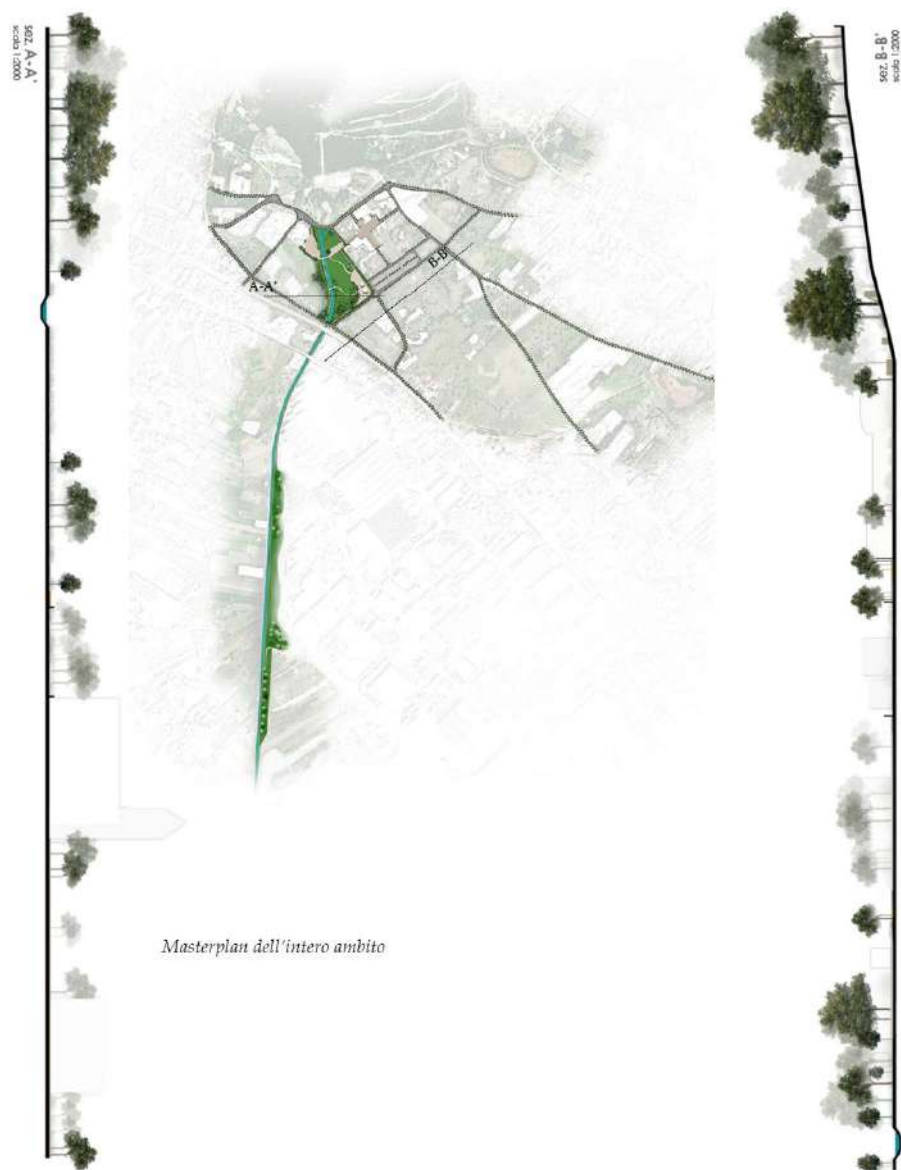 sez. A-A'
scala 1:2000
sez. B-B'
scala 1:2000
A-A'
B-B'
Masterplan dell'intero ambito